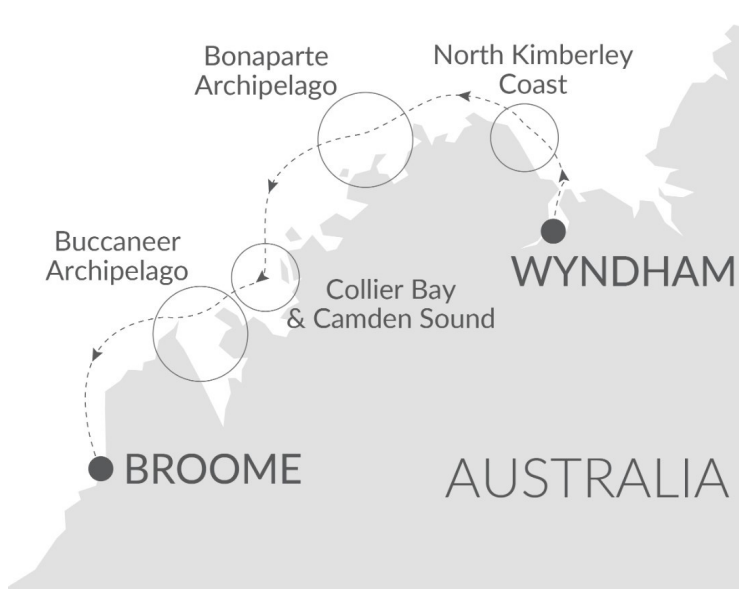 Bonaparte
Archipelago
North Kimberley
Coast
Buccaneer
Archipelago
WYNDHAM
Collier Bay
& Camden Sound
BROOME
AUSTRALIA